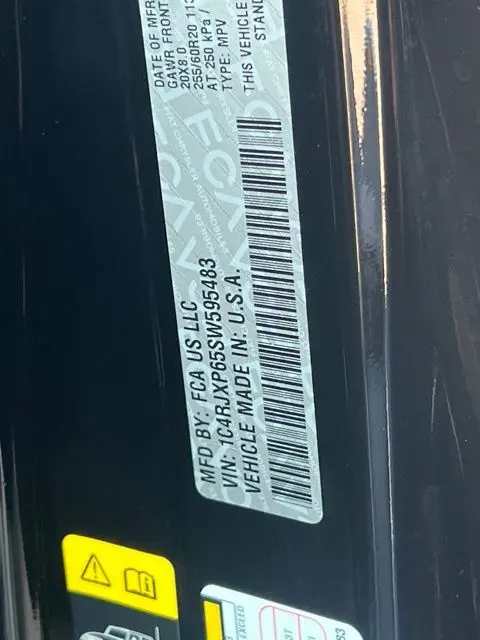 MFD BY: FCA US LLC
VIN: 1C4RJXP65SW595483
VEHICLE MADE IN: U.S.A.
DATE OF MFR
GAWR FRONT
20X8.0
255/60R20 113
AT 250 kPa /
TYPE: MPV
THIS VEHICLE
STAND
EXCEED